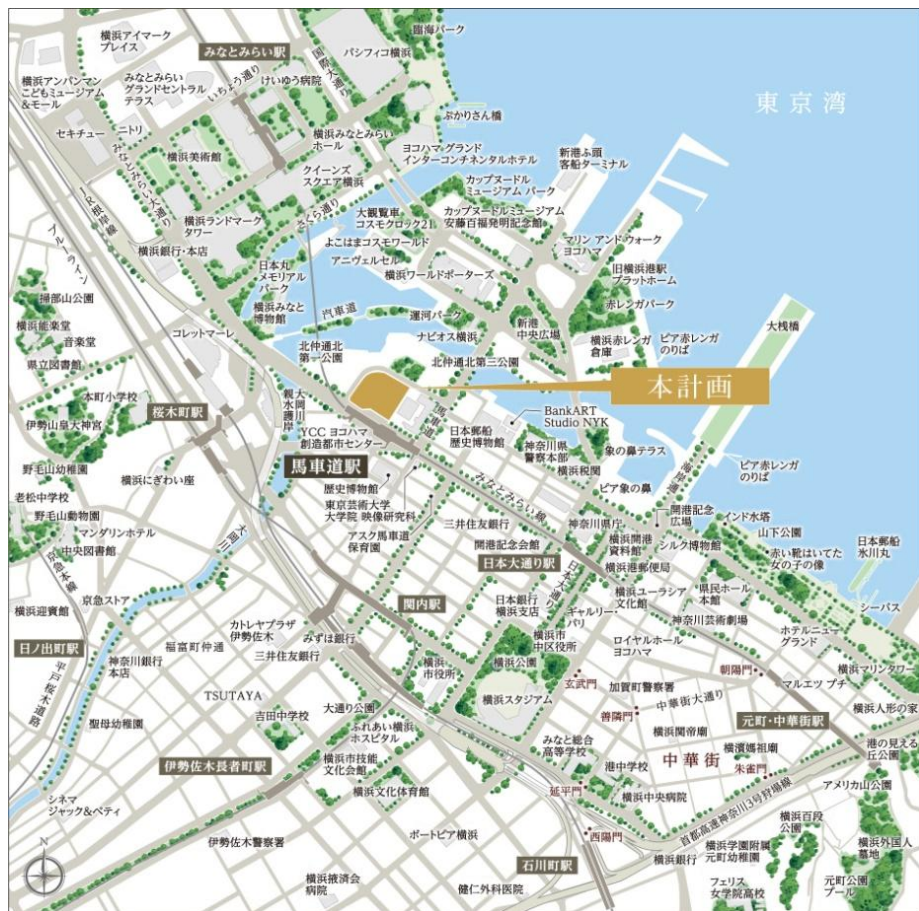 臨海パーク
横浜アイマーク
プレイス
みなとみらい駅
国際大通り
パシフィコ横浜
横浜アンパンマン
こどもミュージアム
&モール
みなとみらい
グランドセントラル
テラス
いちょう通り
けいゆう病院
東京湾
ぷかりさん橋
セキチュー
ニトリ
みなとみらい大通り
横浜美術館
横浜みなとみらい
ホール
ヨコハマ グランド
インターコンチネンタルホテル
新港ふ頭
客船ターミナル
クイーンズ
スクエア横浜
カップヌードル
ミュージアム パーク
JR根岸線
ブルーライン
横浜ランドマーク
タワー
さくら通り
大観覧車
コスモクロック21
カップヌードルミュージアム
安藤百福発明記念館
横浜銀行・本店
よこはまコスモワールド
アニヴェルセル
マリン アンド ウォーク
ヨコハマ
日本丸
メモリアル
パーク
横浜ワールドポーターズ
旧横浜港駅
プラットホーム
掃部山公園
横浜みなと
博物館
汽車道
運河パーク
赤レンガパーク
横浜能楽堂
音楽堂
コレットマーレ
ナビオス横浜
新港
中央広場
横浜赤レンガ
倉庫
ピア赤レンガ
のりば
大桟橋
県立図書館
北仲通北
第一公園
北仲通北第三公園
本計画
本町小学校
桜木町駅
大岡川
親水護岸
馬車道
BankART
Studio NYK
伊勢山皇大神宮
YCC ヨコハマ
創造都市センター
日本郵船
歴史博物館
神奈川県
警察本部
象の鼻テラス
野毛山幼稚園
横浜にぎわい座
馬車道駅
横浜税関
海岸通り
ピア赤レンガ
のりば
老松中学校
歴史博物館
みなとみらい線
ピア象の鼻
野毛山動物園
東京芸術大学
大学院 映像研究科
開港記念
広場
マンダリンホテル
大岡川
アスク馬車道
保育園
三井住友銀行
神奈川県庁
インド水塔
中央図書館
開港記念会館
横浜開港
資料館
シルク博物館
山下公園
京急本線
日本大通り駅
日本大通り
横浜港郵便局
赤い靴はいてた
女の子の像
日本郵船
氷川丸
横浜迎賓館
京急ストア
関内駅
日本銀行
横浜支店
横浜ユーラシア
文化館
県民ホール
本館
カトレヤプラザ
伊勢佐木
みずほ銀行
ギャルリー・
パリ
神奈川芸術劇場
シーバス
日ノ出町駅
福富町仲通
三井住友銀行
横浜市
中区役所
ロイヤルホール
ヨコハマ
ホテルニュー
グランド
平戸桜木道路
神奈川銀行
本店
横浜
市役所
横浜公園
朝陽門
横浜マリンタワー
TSUTAYA
玄武門
加賀町警察署
マルエツ プチ
聖母幼稚園
大通り公園
横浜スタジアム
中華街大通り
横浜人形の家
吉田中学校
ふれあい横浜
ホスピタル
善隣門
元町・中華街駅
横浜関帝廟
みなと総合
高等学校
港の見える
丘公園
伊勢佐木長者町駅
横浜市技能
文化会館
横濱媽祖廟
中華街
港中学校
朱雀門
アメリカ山公園
シネマ
ジャック&ベティ
横浜文化体育館
延平門
横浜中央病院
首都高速神奈川3号狩場線
横浜百段
公園
伊勢佐木警察署
ポートピア横浜
西陽門
横浜学園附属
元町幼稚園
横浜外国人
墓地
石川町駅
横浜銀行
N
横浜掖済会
病院
健仁外科医院
フェリス
女学院高校
元町公園
プール